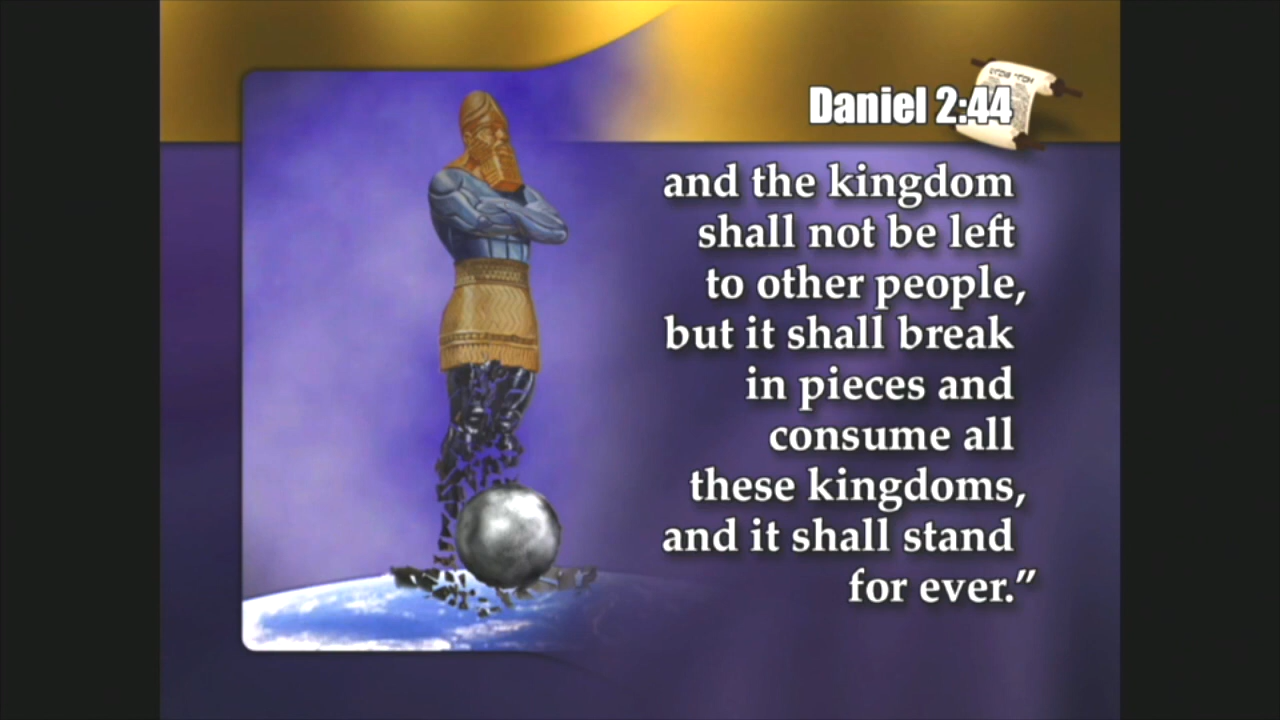 Daniel 2:44
and the kingdom
shall not be left
to other people,
but it shall break
in pieces and
consume all
these kingdoms,
and it shall stand
for ever.”